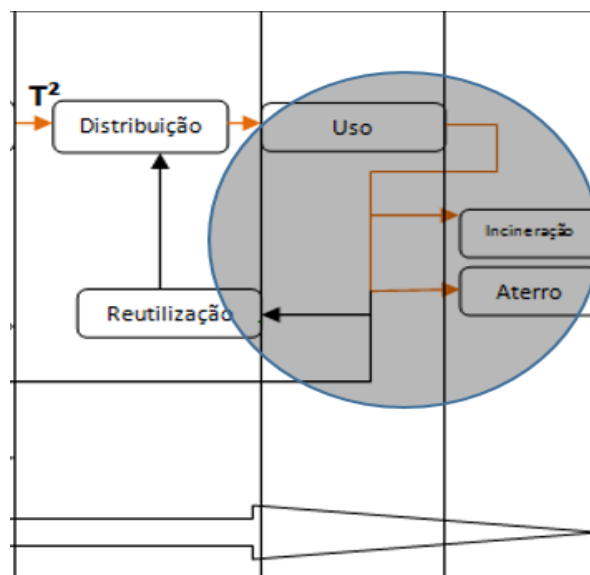 T²
Distribuição
Uso
Incineração
Aterro
Reutilização